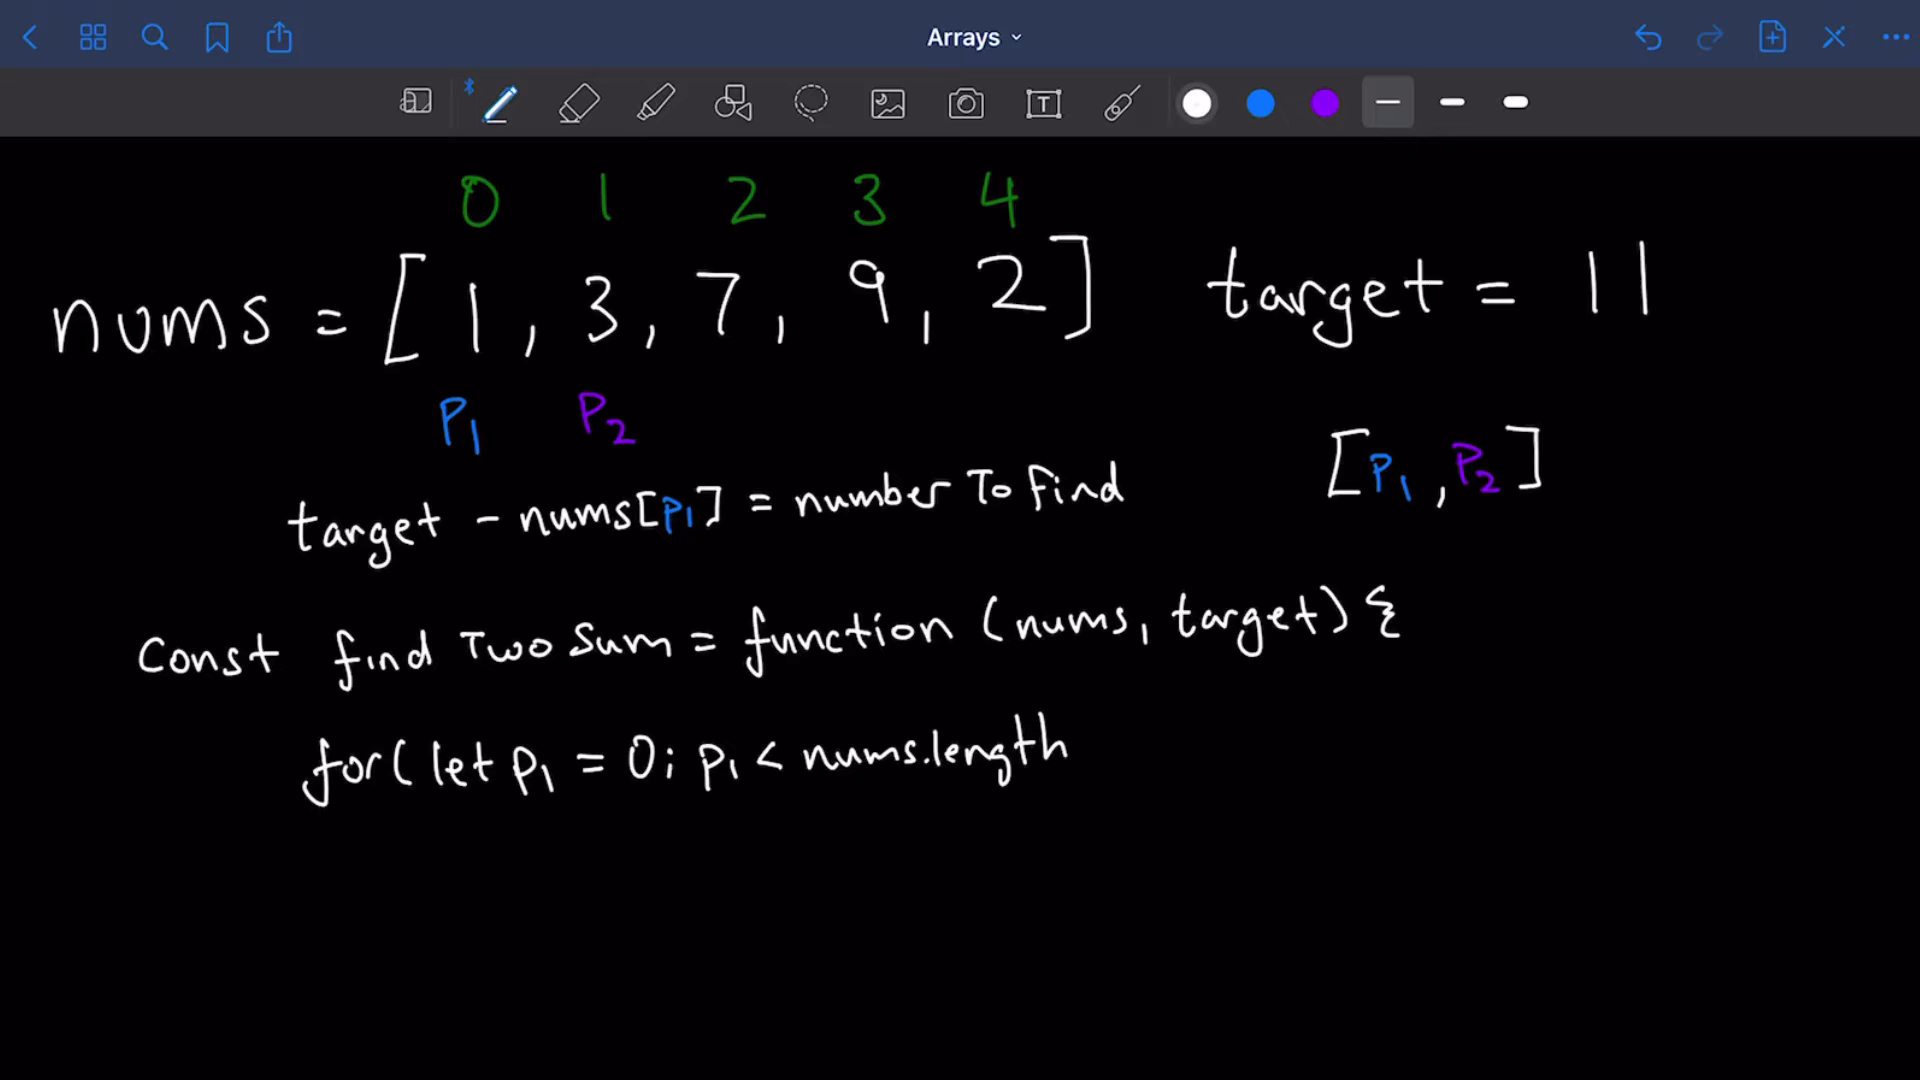 Arrays
T
0 1 2 3 4
nums = [ 1 , 3 , 7 , 9 , 2 ] target = 11
P1 P2
[P1, P2]
target - nums[P1] = number To find
Const find Two Sum = function (nums, target) {
for( let p1 = 0; p1 < nums.length